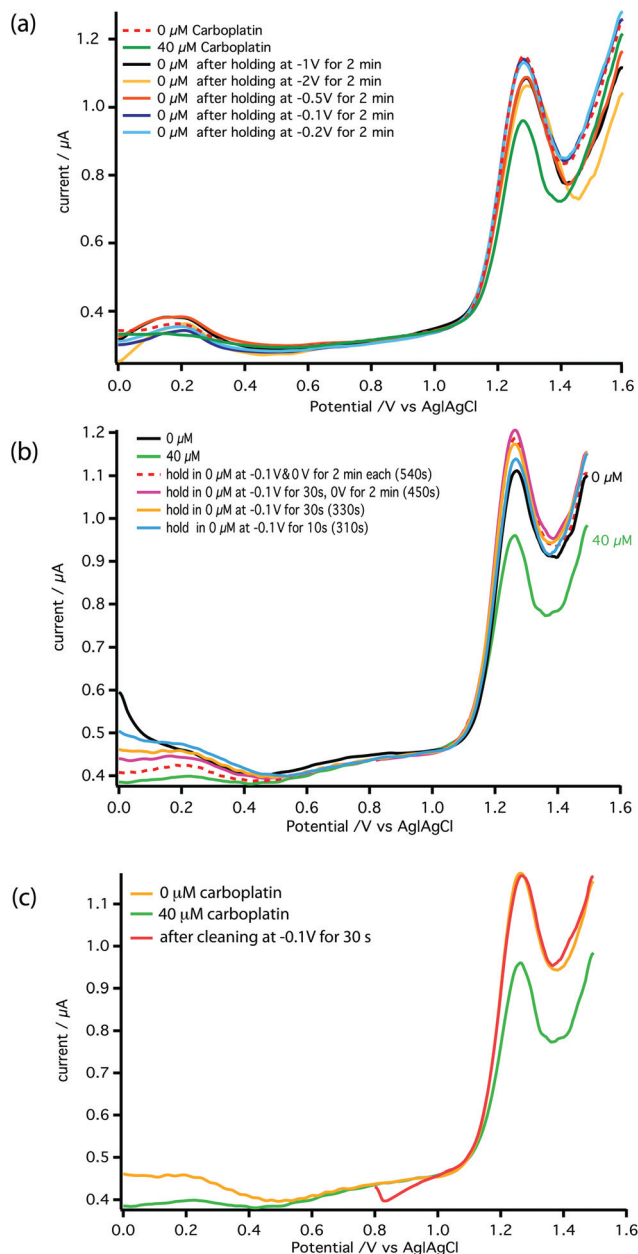 (a)
0 µM Carboplatin
40 µM Carboplatin
0 µM after holding at -1V for 2 min
0 µM after holding at -2V for 2 min
0 µM after holding at -0.5V for 2 min
0 µM after holding at -0.1V for 2 min
0 µM after holding at -0.2V for 2 min
1.2
1.0
0.8
0.6
0.4
current / µA
0.0 0.2 0.4 0.6 0.8 1.0 1.2 1.4 1.6
Potential /V vs Ag|AgCl
(b)
0 µM
40 µM
hold in 0 µM at -0.1V&0V for 2 min each (540s)
hold in 0 µM at -0.1V for 30s, 0V for 2 min (450s)
hold in 0 µM at -0.1V for 30s (330s)
hold in 0 µM at -0.1V for 10s (310s)
0 µM
40 µM
1.2
1.1
1.0
0.9
0.8
0.7
0.6
0.5
0.4
current / µA
0.0 0.2 0.4 0.6 0.8 1.0 1.2 1.4 1.6
Potential /V vs Ag|AgCl
(c)
0 µM carboplatin
40 µM carboplatin
after cleaning at -0.1V for 30 s
1.1
1.0
0.9
0.8
0.7
0.6
0.5
0.4
current / µA
0.0 0.2 0.4 0.6 0.8 1.0 1.2 1.4 1.6
Potential /V vs Ag|AgCl